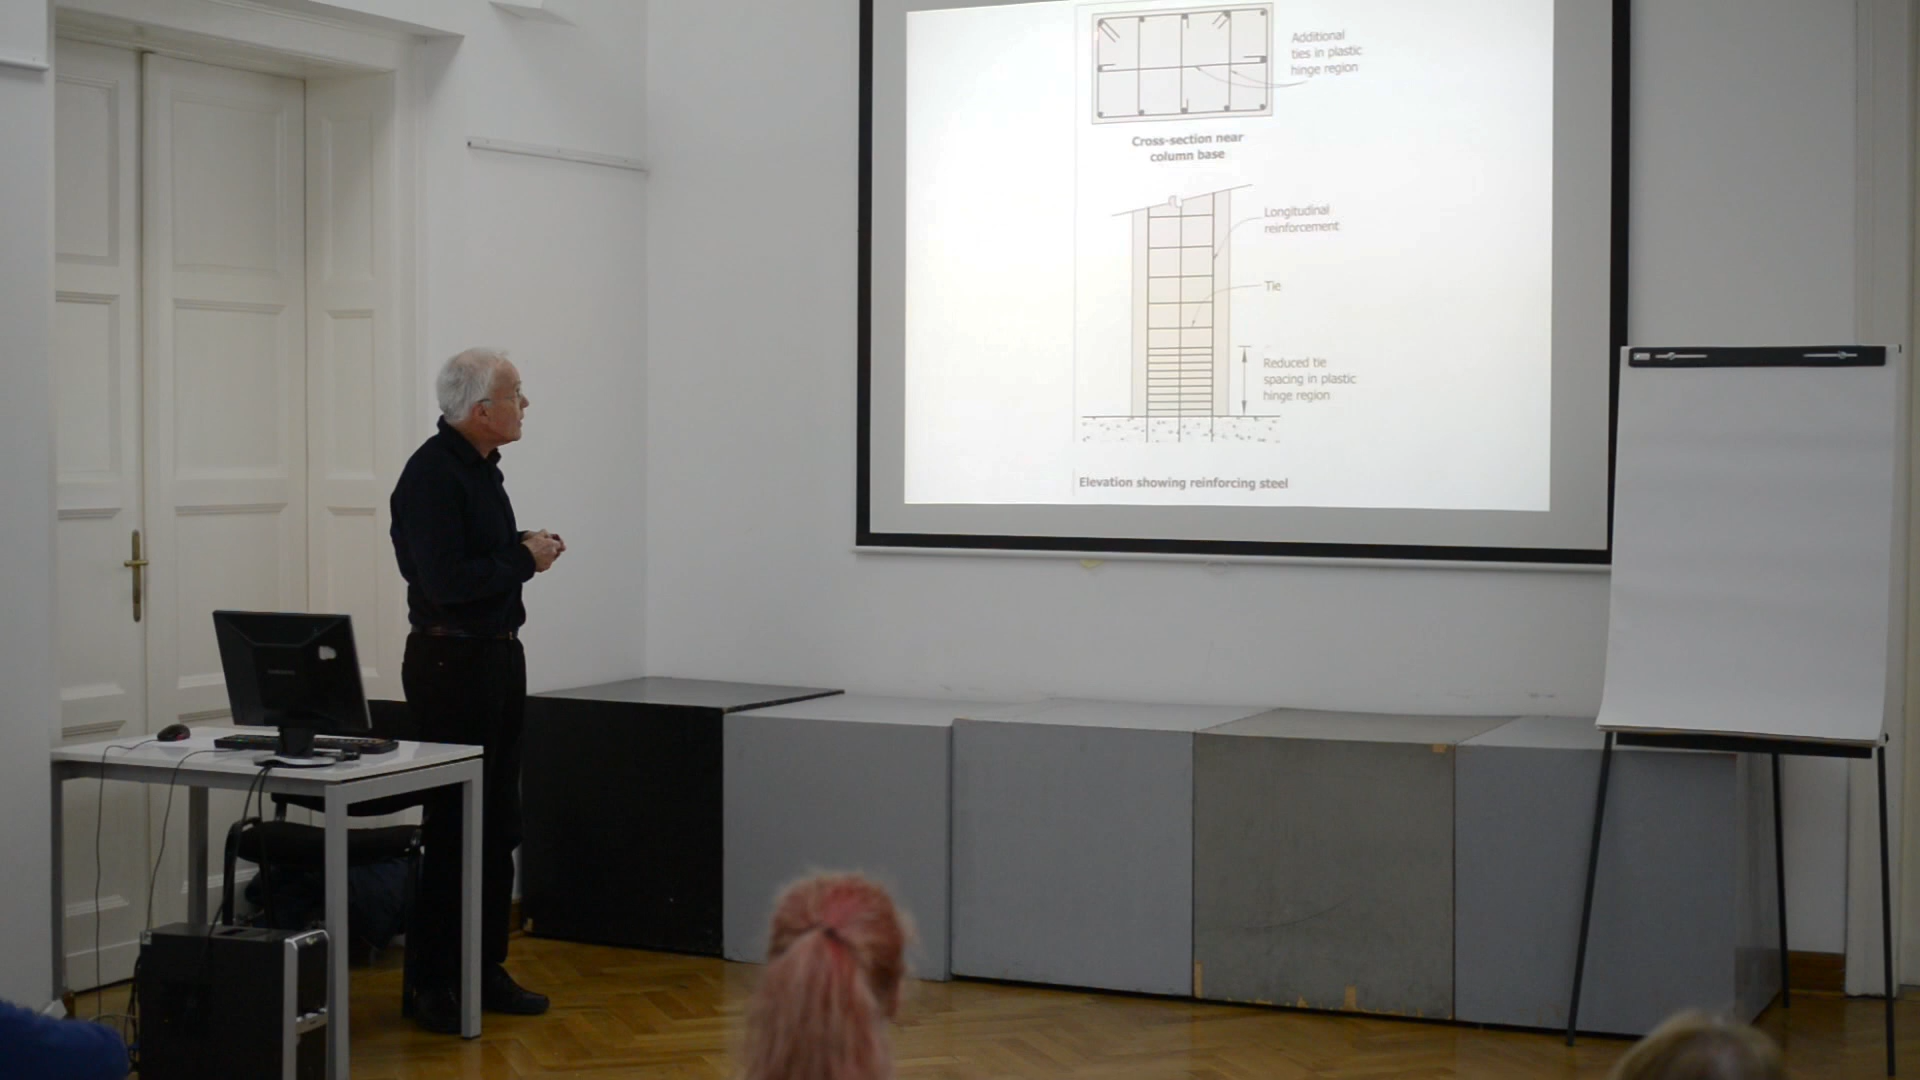 Additional
ties in plastic
hinge region
Cross-section near
column base
Longitudinal
reinforcement
Tie
Reduced tie
spacing in plastic
hinge region
Elevation showing reinforcing steel